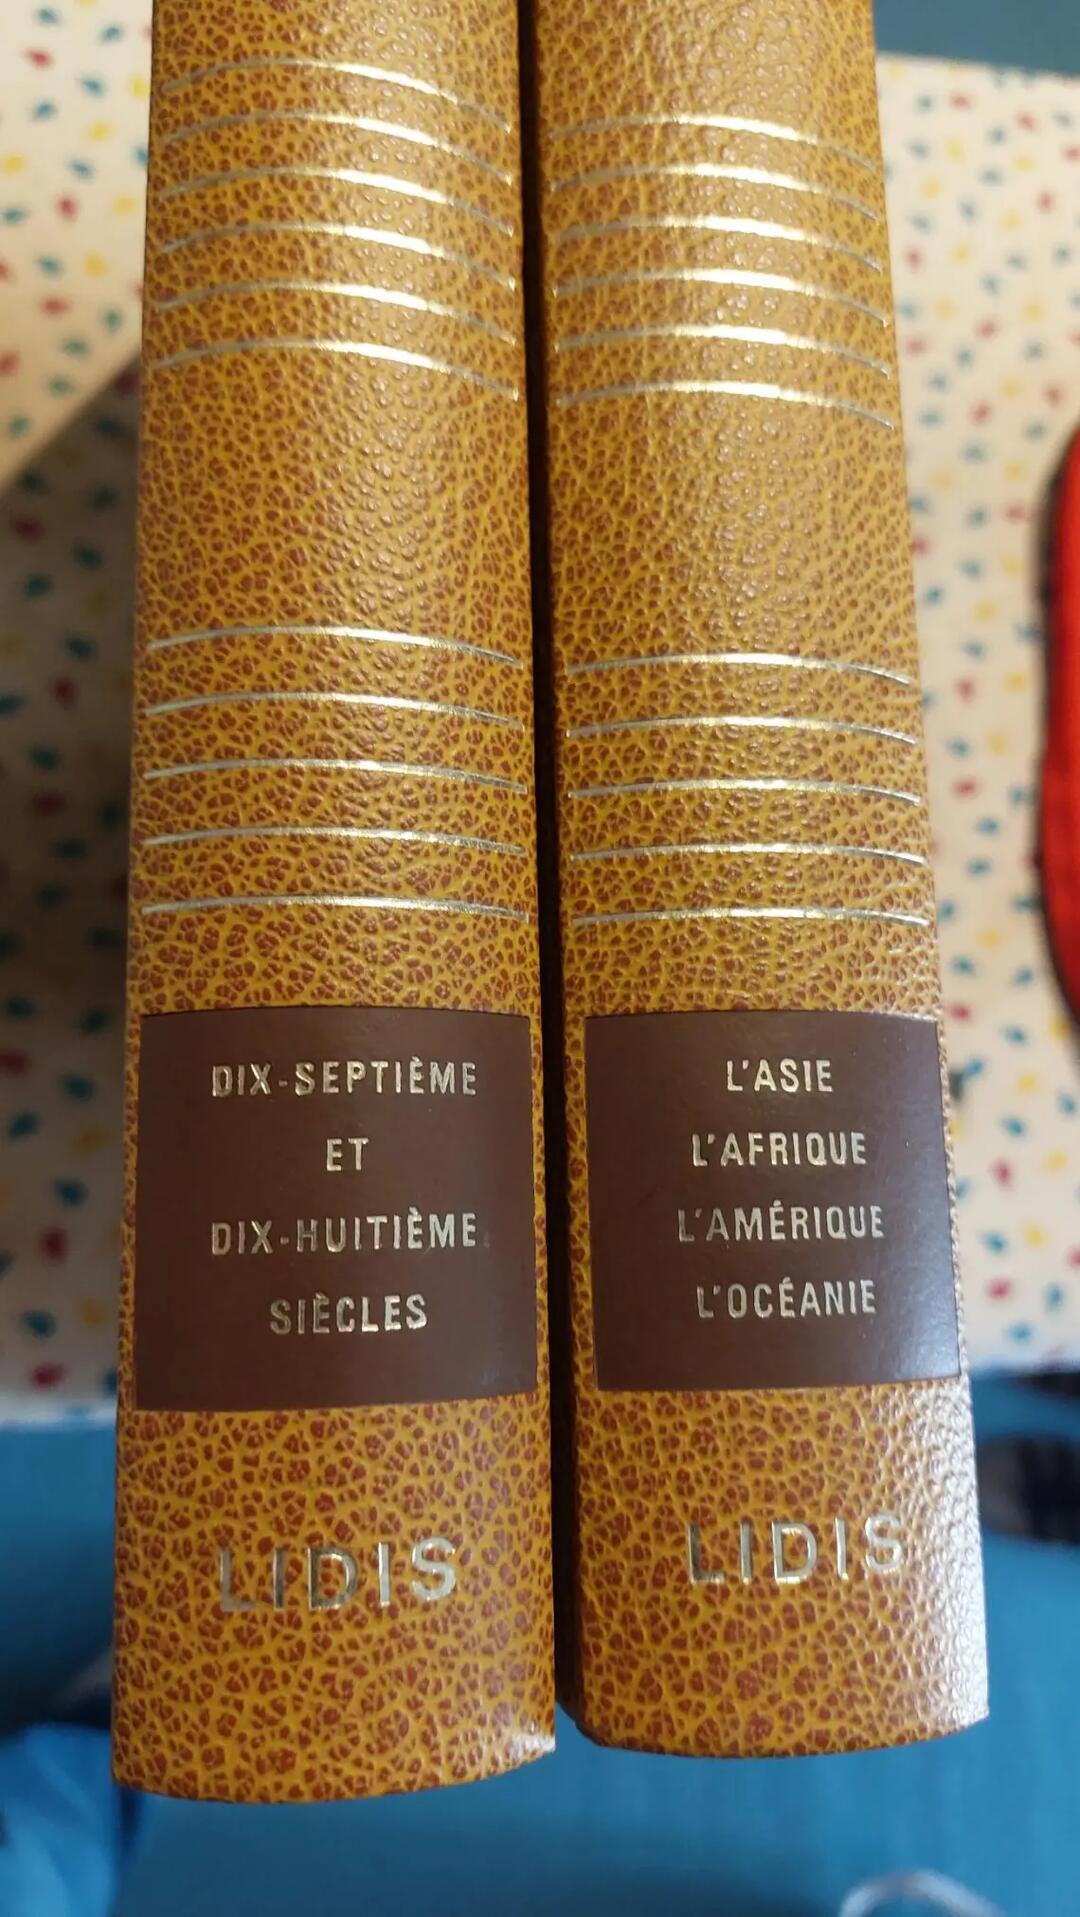 DIX-SEPTIÈME
ET
DIX-HUITIÈME
SIÈCLES
LIDIS
L'ASIE
L'AFRIQUE
L'AMÉRIQUE
L'OCÉANIE
LIDIS